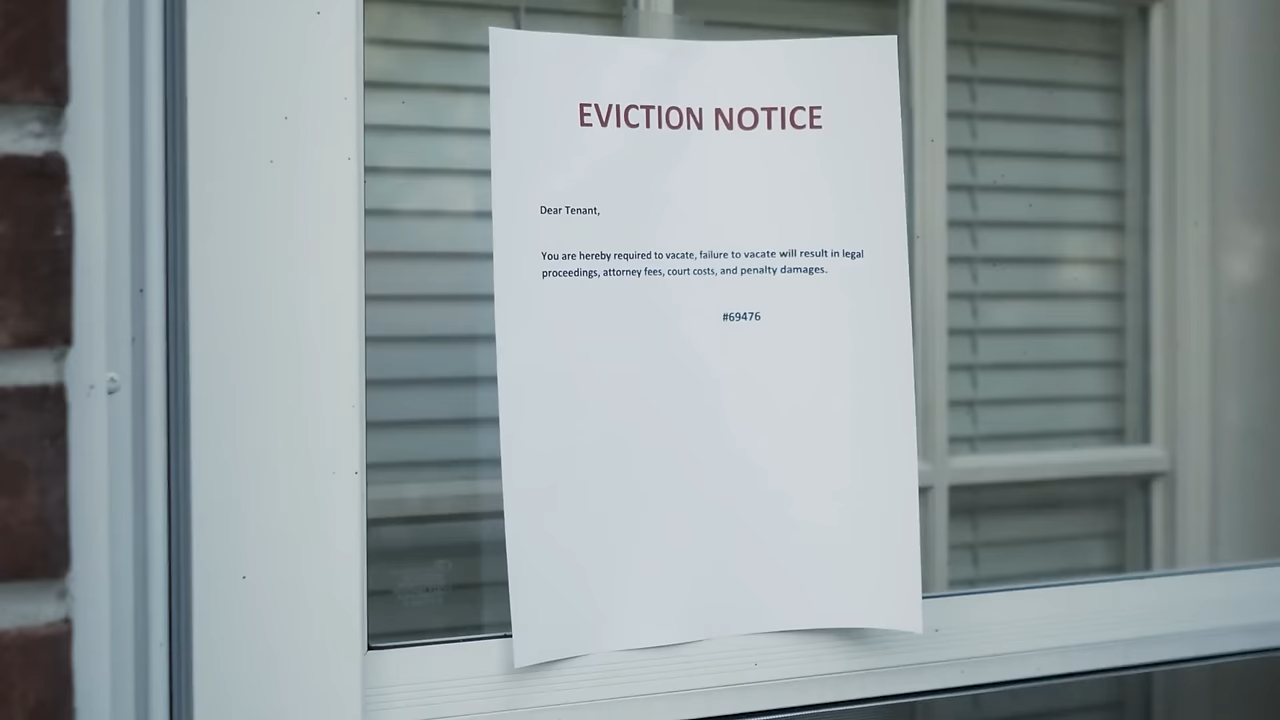 EVICTION NOTICE
Dear Tenant,
You are hereby required to vacate, failure to vacate will result in legal
proceedings, attorney fees, court costs, and penalty damages.
#69476